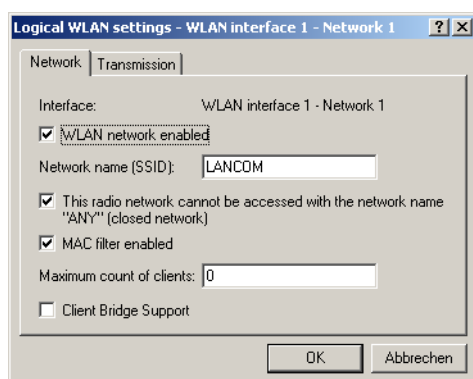 Logical WLAN settings - WLAN interface 1 - Network 1
Network Transmission
Interface: WLAN interface 1 - Network 1
WLAN network enabled
Network name (SSID): LANCOM
This radio network cannot be accessed with the network name
"ANY" (closed network)
MAC filter enabled
Maximum count of clients: 0
Client Bridge Support
OK Abbrechen